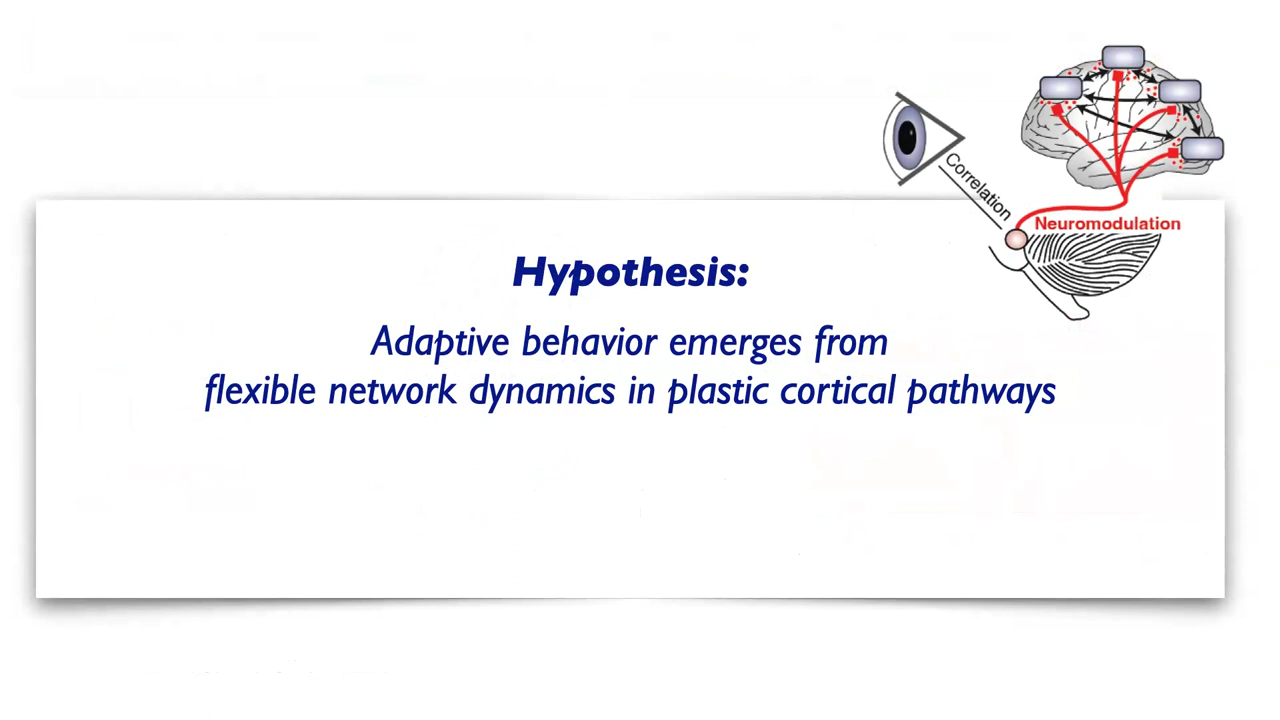 Correlation
Neuromodulation
Hypothesis:
Adaptive behavior emerges from
flexible network dynamics in plastic cortical pathways